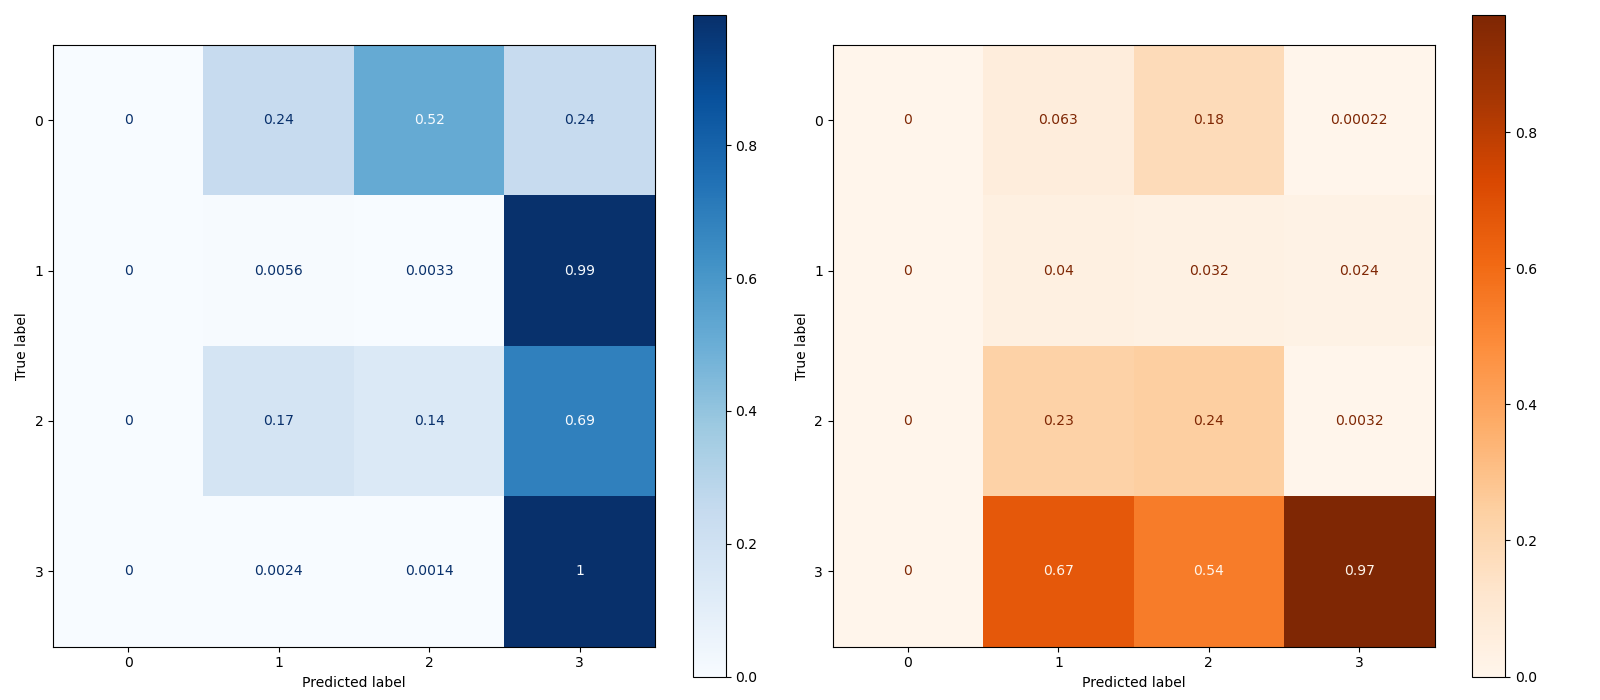 0 0 0.24 0.52 0.24
1 0 0.0056 0.0033 0.99
2 0 0.17 0.14 0.69
3 0 0.0024 0.0014 1
0 1 2 3
Predicted label
True label
0.8
0.6
0.4
0.2
0.0
0 0 0.063 0.18 0.00022
1 0 0.04 0.032 0.024
2 0 0.23 0.24 0.0032
3 0 0.67 0.54 0.97
0 1 2 3
Predicted label
True label
0.8
0.6
0.4
0.2
0.0